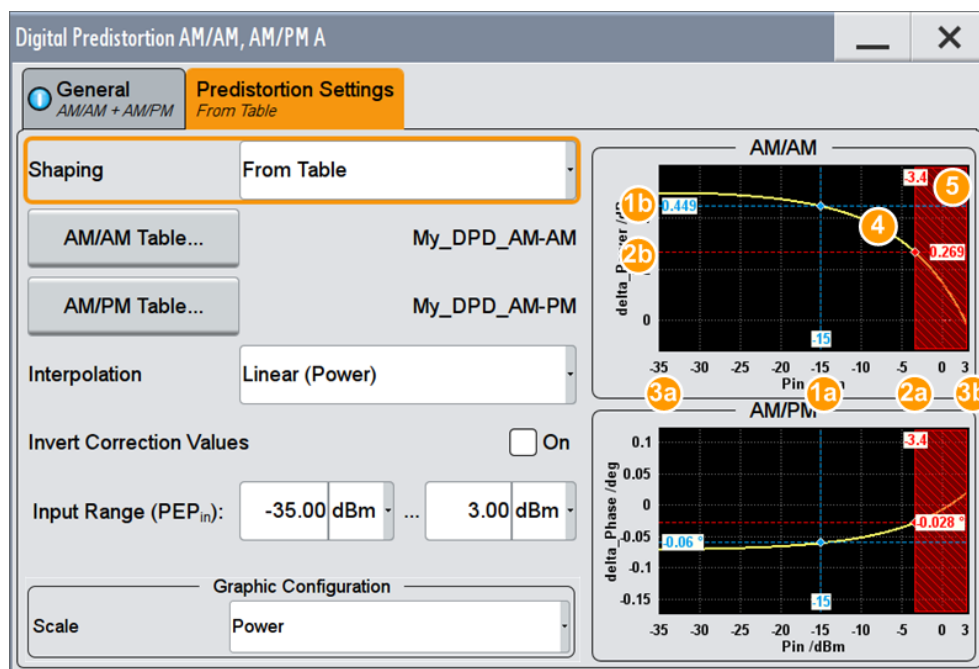 Digital Predistortion AM/AM, AM/PM A
General
AM/AM + AM/PM
Predistortion Settings
From Table
Shaping
From Table
AM/AM Table...
My_DPD_AM-AM
AM/PM Table...
My_DPD_AM-PM
Interpolation
Linear (Power)
Invert Correction Values
On
Input Range (PEPin):
-35.00 dBm
...
3.00 dBm
Graphic Configuration
Scale
Power
AM/AM
-3.4
5
1b
0.449
4
2b
0.269
0
-15
-35 -30 -25 -20 -15 -10 -5 0 3
Pin
3a
1a
2a
3b
AM/PM
0.1
-3.4
0.05
delta_Phase /deg
0
-0.028 °
-0.05
-0.06 °
-0.1
-0.15
-15
-35 -30 -25 -20 -15 -10 -5 0 3
Pin /dBm